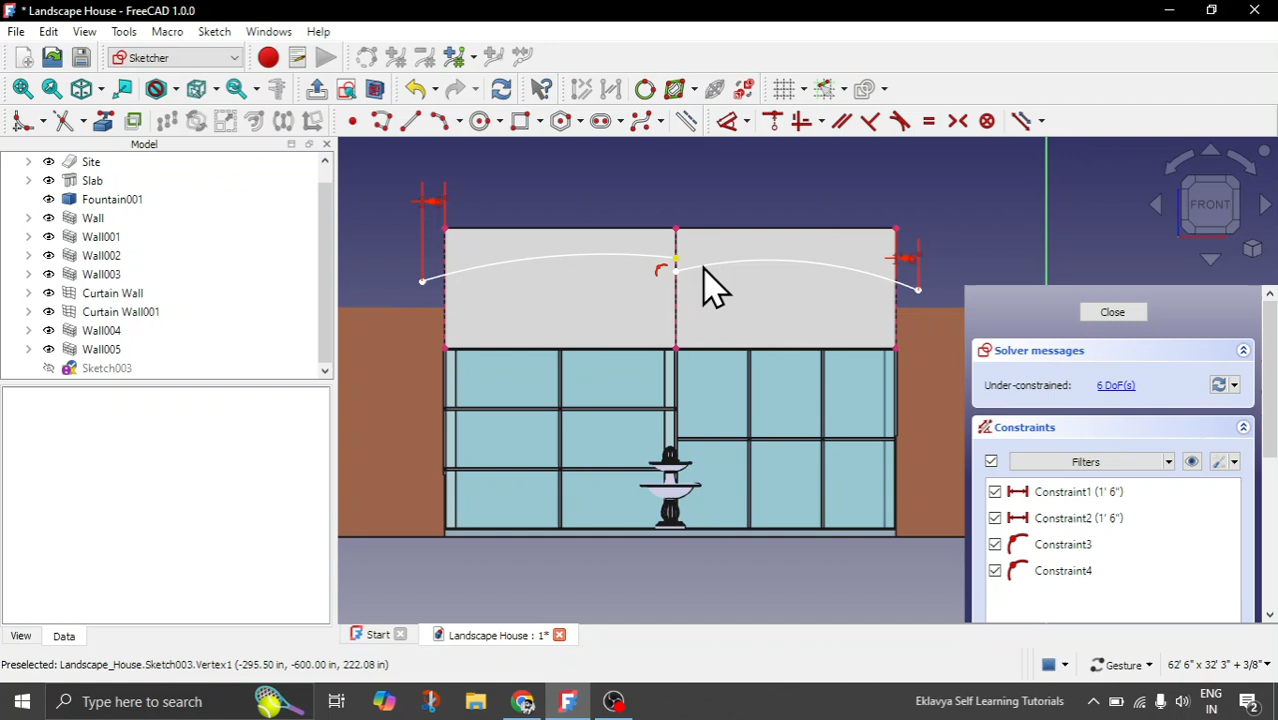 * Landscape House - FreeCAD 1.0.0
File Edit View Tools Macro Sketch Windows Help
Sketcher
Model
Site
Slab
Fountain001
Wall
Wall001
Wall002
Wall003
Curtain Wall
Curtain Wall001
Wall004
Wall005
Sketch003
FRONT
Close
Solver messages
Under-constrained: 6 DoF(s)
Constraints
Filters
Constraint1 (1' 6")
Constraint2 (1' 6")
Constraint3
Constraint4
View Data
Start Landscape House : 1*
Preselected: Landscape_House.Sketch003.Vertex1 (-295.50 in, -600.00 in, 222.08 in)
Gesture 62' 6" x 32' 3" + 3/8"
Type here to search
Eklavya Self Learning Tutorials
ENG
IN
2